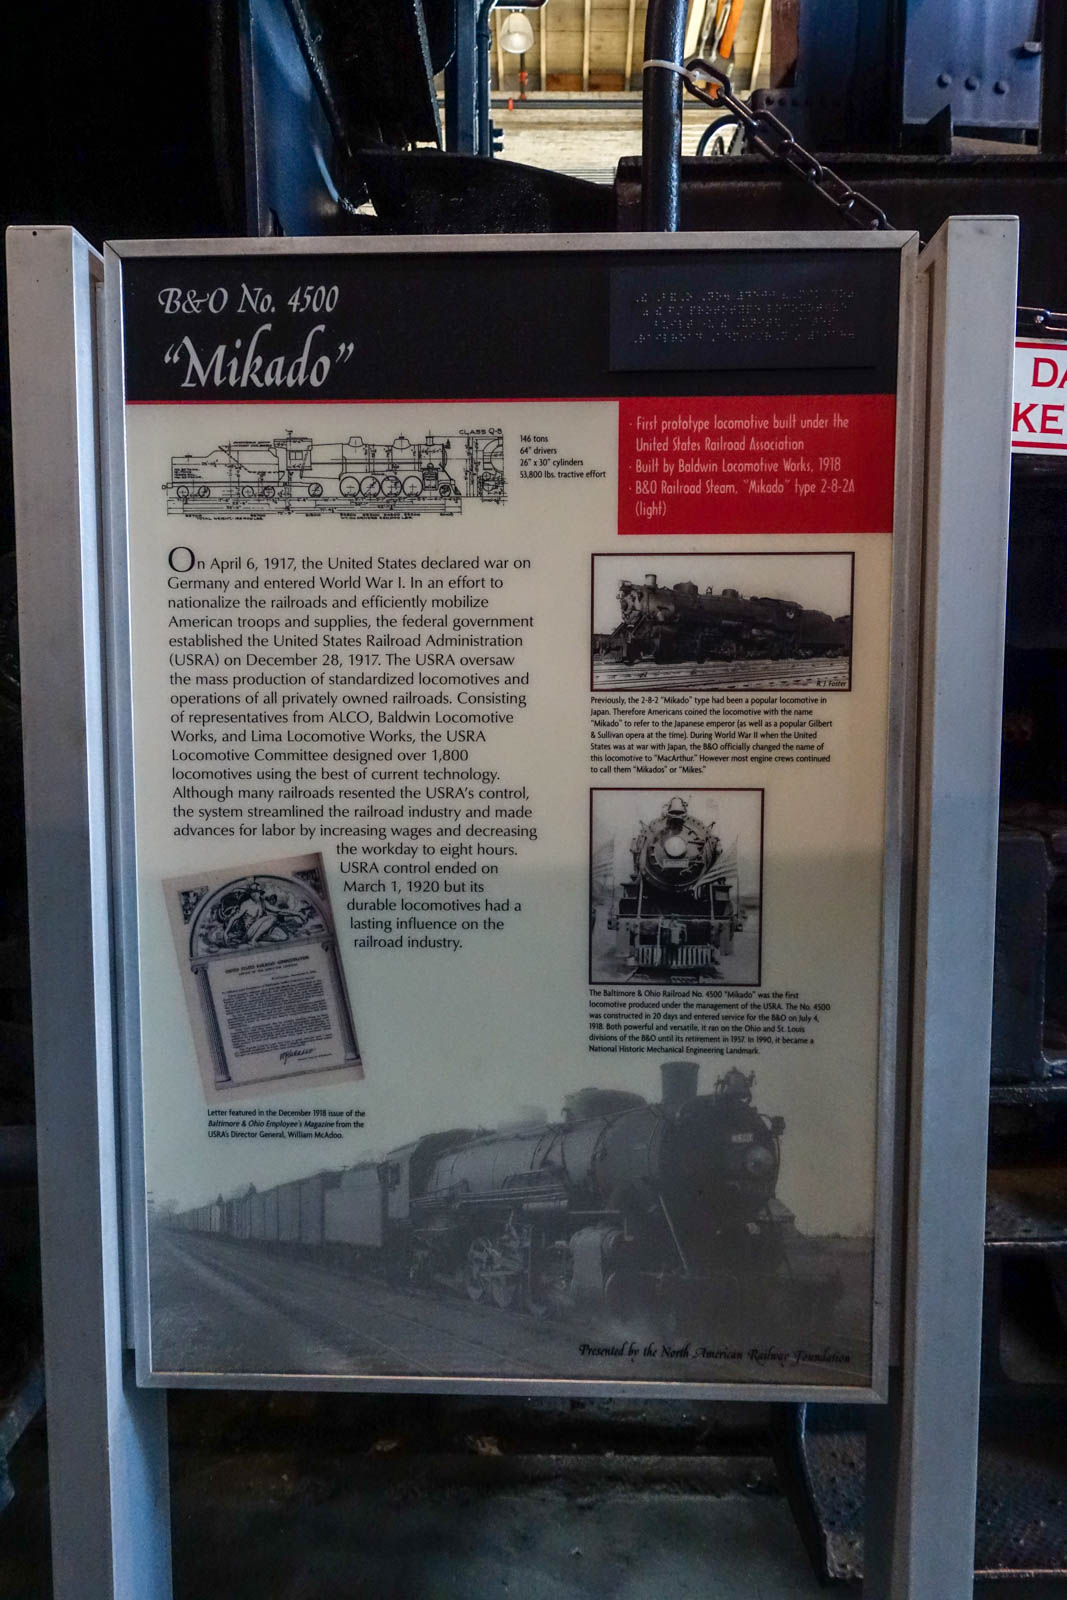 B&O No. 4500
"Mikado"
CLASS Q-3
146 tons
64" drivers
26" x 30" cylinders
53,800 lbs. tractive effort
· First prototype locomotive built under the
United States Railroad Association
· Built by Baldwin Locomotive Works, 1918
· B&O Railroad Steam, "Mikado" type 2-8-2A
(light)
On April 6, 1917, the United States declared war on
Germany and entered World War I. In an effort to
nationalize the railroads and efficiently mobilize
American troops and supplies, the federal government
established the United States Railroad Administration
(USRA) on December 28, 1917. The USRA oversaw
the mass production of standardized locomotives and
operations of all privately owned railroads. Consisting
of representatives from ALCO, Baldwin Locomotive
Works, and Lima Locomotive Works, the USRA
Locomotive Committee designed over 1,800
locomotives using the best of current technology.
Although many railroads resented the USRA's control,
the system streamlined the railroad industry and made
advances for labor by increasing wages and decreasing
the workday to eight hours.
USRA control ended on
March 1, 1920 but its
durable locomotives had a
lasting influence on the
railroad industry.
R. J. Foster
Previously, the 2-8-2 "Mikado" type had been a popular locomotive in
Japan. Therefore Americans coined the locomotive with the name
"Mikado" to refer to the Japanese emperor (as well as a popular Gilbert
& Sullivan opera at the time). During World War II when the United
States was at war with Japan, the B&O officially changed the name of
this locomotive to "MacArthur." However most engine crews continued
to call them "Mikados" or "Mikes."
The Baltimore & Ohio Railroad No. 4500 "Mikado" was the first
locomotive produced under the management of the USRA. The No. 4500
was constructed in 20 days and entered service for the B&O on July 4,
1918. Both powerful and versatile, it ran on the Ohio and St. Louis
divisions of the B&O until its retirement in 1957. In 1990, it became a
National Historic Mechanical Engineering Landmark.
UNITED STATES RAILROAD ADMINISTRATION
Letter featured in the December 1918 issue of the
Baltimore & Ohio Employee's Magazine from the
USRA's Director General, William McAdoo.
Presented by the North American Railway Foundation
DA
KE